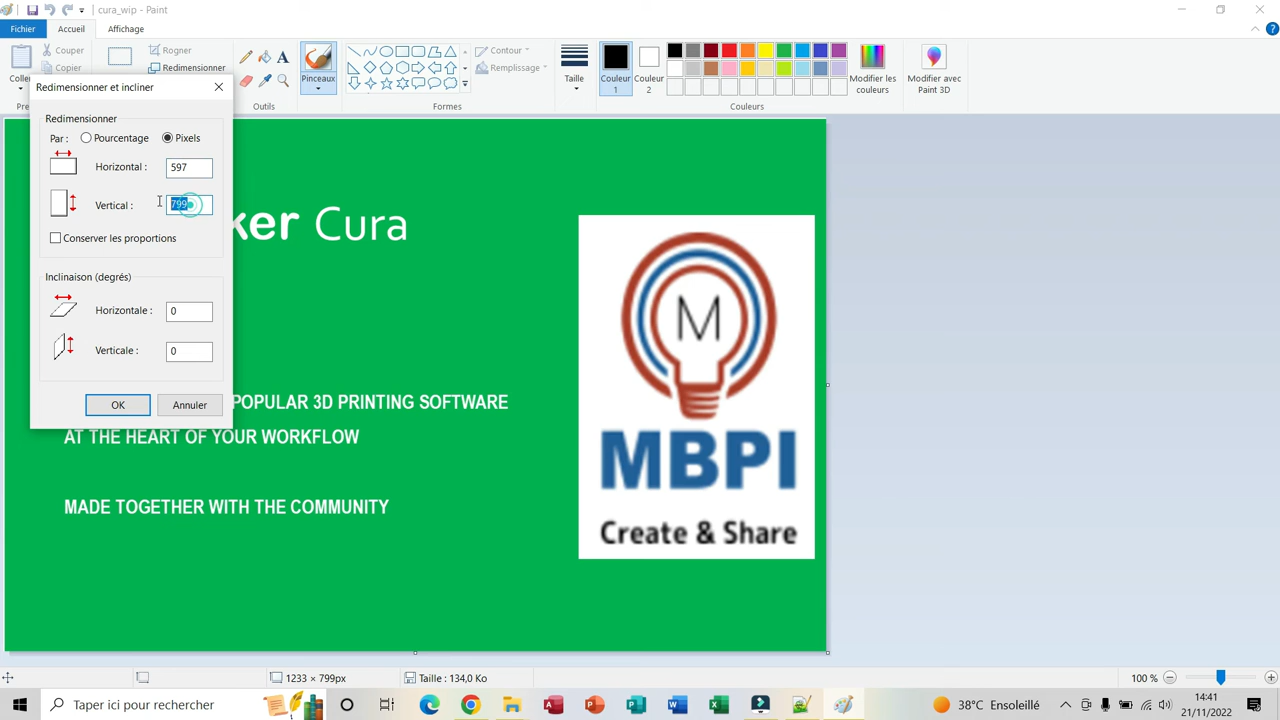 cura_wip - Paint
Fichier
Accueil
Affichage
Couper
Copier
Rogner
Redimensionner
Pinceaux
Contour
Remplissage
Taille
Couleur
1
Couleur
2
Modifier les
couleurs
Modifier avec
Paint 3D
Outils
Formes
Couleurs
Redimensionner et incliner
Redimensionner
Par :
Pourcentage
Pixels
Horizontal :
597
Vertical :
799
Conserver les proportions
Inclinaison (degrés)
Horizontale :
0
Verticale :
0
OK
Annuler
ker Cura
POPULAR 3D PRINTING SOFTWARE
AT THE HEART OF YOUR WORKFLOW
MADE TOGETHER WITH THE COMMUNITY
M
MBPI
Create & Share
1233 × 799px
Taille : 134,0 Ko
100 %
Taper ici pour rechercher
38°C Ensoleillé
14:41
21/11/2022